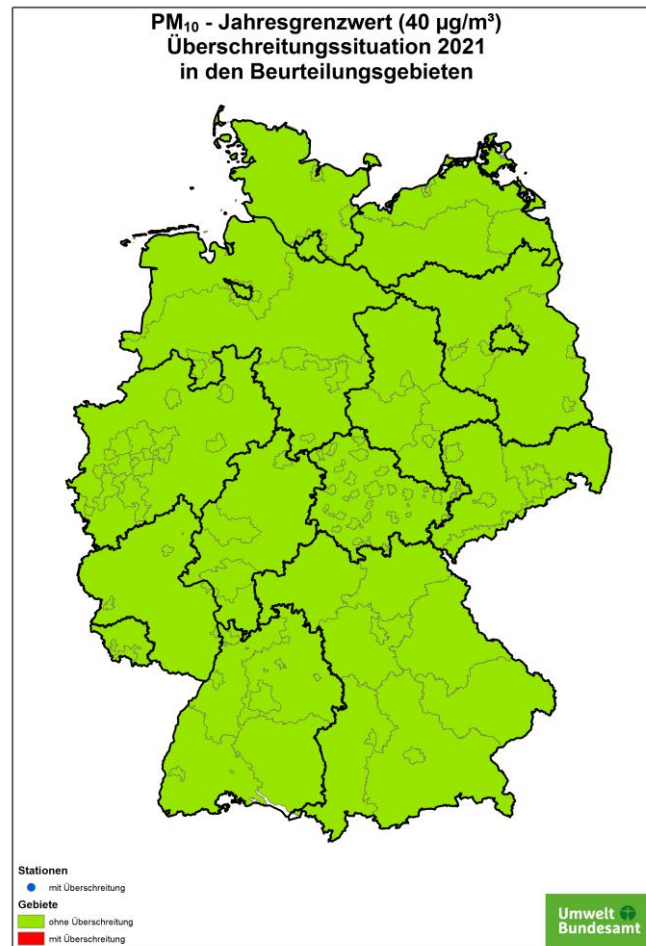 PM₁₀ - Jahresgrenzwert (40 µg/m³)
Überschreitungssituation 2021
in den Beurteilungsgebieten
Stationen
mit Überschreitung
Gebiete
ohne Überschreitung
mit Überschreitung
Umwelt
Bundesamt